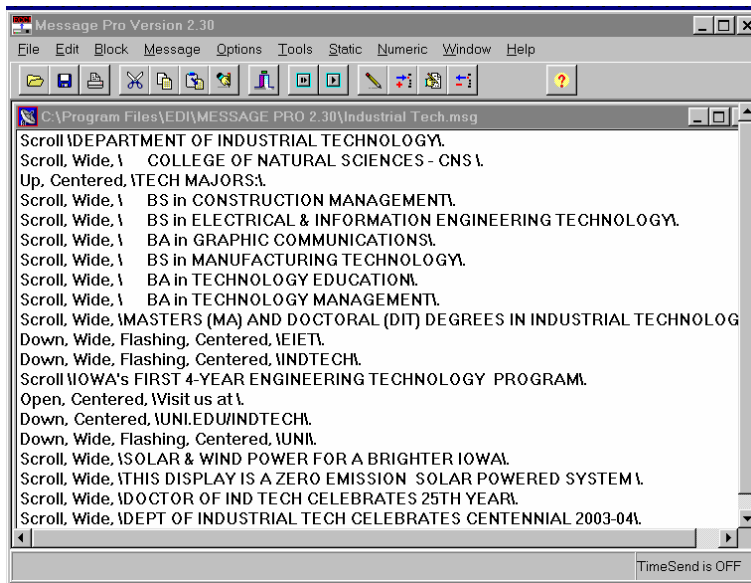 Message Pro Version 2.30
File Edit Block Message Options Tools Static Numeric Window Help
C:\Program Files\EDI\MESSAGE PRO 2.30\Industrial Tech.msg
Scroll \DEPARTMENT OF INDUSTRIAL TECHNOLOGY\.
Scroll, Wide, \ COLLEGE OF NATURAL SCIENCES - CNS \.
Up, Centered, \TECH MAJORS:\.
Scroll, Wide, \ BS in CONSTRUCTION MANAGEMENT\.
Scroll, Wide, \ BS in ELECTRICAL & INFORMATION ENGINEERING TECHNOLOGY\.
Scroll, Wide, \ BA in GRAPHIC COMMUNICATIONS\.
Scroll, Wide, \ BS in MANUFACTURING TECHNOLOGY\.
Scroll, Wide, \ BA in TECHNOLOGY EDUCATION\.
Scroll, Wide, \ BA in TECHNOLOGY MANAGEMENT\.
Scroll, Wide, \MASTERS (MA) AND DOCTORAL (DIT) DEGREES IN INDUSTRIAL TECHNOLOG
Down, Wide, Flashing, Centered, \EIET\.
Down, Wide, Flashing, Centered, \INDTECH\.
Scroll \IOWA's FIRST 4-YEAR ENGINEERING TECHNOLOGY PROGRAM\.
Open, Centered, \Visit us at \.
Down, Centered, \UNI.EDU/INDTECH\.
Down, Wide, Flashing, Centered, \UNI\.
Scroll, Wide, \SOLAR & WIND POWER FOR A BRIGHTER IOWA\.
Scroll, Wide, \THIS DISPLAY IS A ZERO EMISSION SOLAR POWERED SYSTEM \.
Scroll, Wide, \DOCTOR OF IND TECH CELEBRATES 25TH YEAR\.
Scroll, Wide, \DEPT OF INDUSTRIAL TECH CELEBRATES CENTENNIAL 2003-04\.
TimeSend is OFF